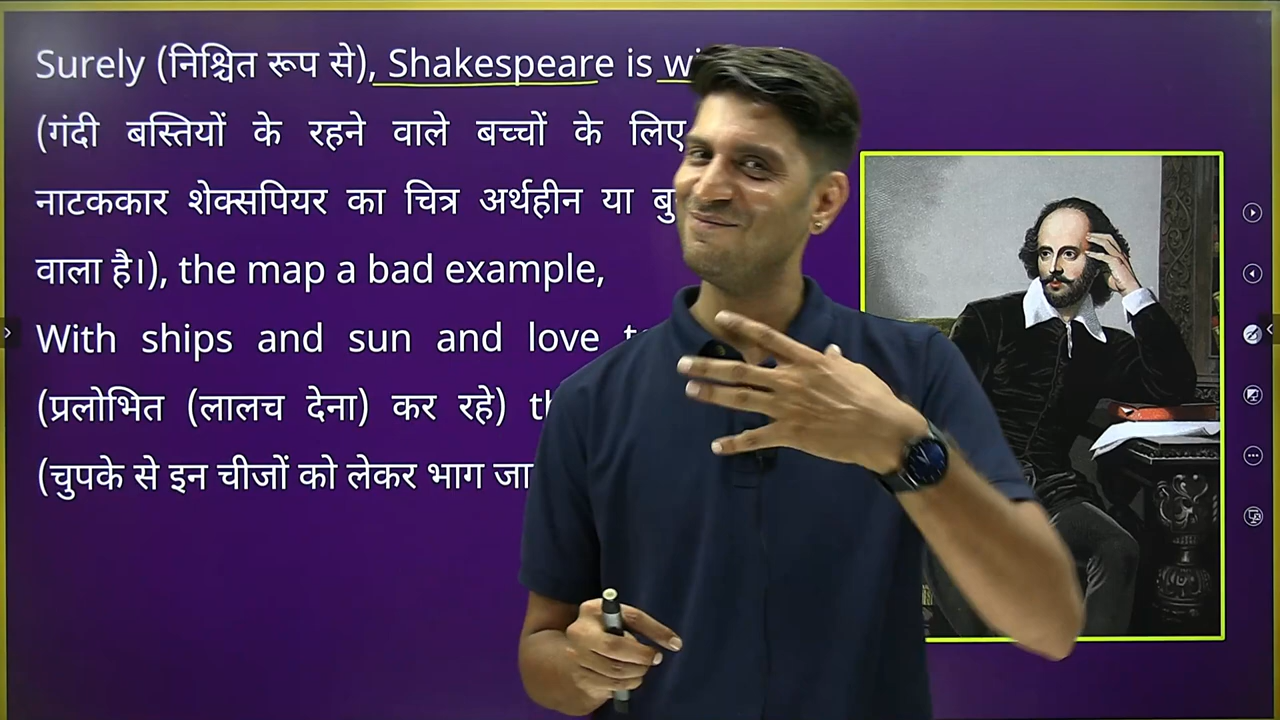 Surely (निश्चित रूप से), Shakespeare is
(गंदी बस्तियों के रहने वाले बच्चों के लिए
नाटककार शेक्सपियर का चित्र अर्थहीन या
वाला है।), the map a bad example,
With ships and sun and love
(प्रलोभित (लालच देना) कर रहे)
(चुपके से इन चीजों को लेकर भाग